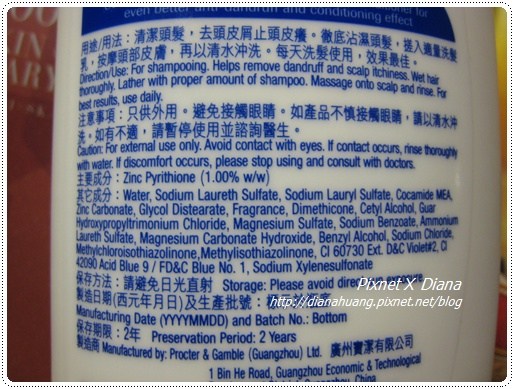 better anti-dandruff and conditioning effect
用途/用法：清潔頭髮，去頭皮屑止頭皮癢。徹底沾濕頭髮，搓入適量洗髮
乳，按摩頭部皮膚，再以清水沖洗。每天洗髮使用，效果最佳。
Direction/Use: For shampooing. Helps remove dandruff and scalp itchiness. Wet hair
thoroughly. Lather with proper amount of shampoo. Massage onto scalp and rinse. For
best results, use daily.
注意事項：只供外用。避免接觸眼睛。如產品不慎接觸眼睛，請以清水沖
洗。如有不適，請暫停使用並諮詢醫生。
Caution: For external use only. Avoid contact with eyes. If contact occurs, rinse thoroughly
with water. If discomfort occurs, please stop using and consult with doctors.
主要成分：Zinc Pyrithione (1.00% w/w)
其它成分：Water, Sodium Laureth Sulfate, Sodium Lauryl Sulfate, Cocamide MEA,
Zinc Carbonate, Glycol Distearate, Fragrance, Dimethicone, Cetyl Alcohol, Guar
Hydroxypropyltrimonium Chloride, Magnesium Sulfate, Sodium Benzoate, Ammonium
Laureth Sulfate, Magnesium Carbonate Hydroxide, Benzyl Alcohol, Sodium Chloride,
Methylchloroisothiazolinone, Methylisothiazolinone, CI 60730 Ext. D&C Violet#2, CI
42090 Acid Blue 9 / FD&C Blue No. 1, Sodium Xylenesulfonate
保存方法：請避免日光直射 Storage: Please avoid direct
製造日期(西元年月日)及生產批號：
Manufacturing Date (YYYYMMDD) and Batch No.: Bottom
保存期限：2年 Preservation Period: 2 Years
製造商 Manufactured by: Procter & Gamble (Guangzhou) Ltd. 廣州寶潔有限公司
1 Bin He Road, Guangzhou Economic & Technological
Pixnet X Diana
http://dianahuang.pixnet.net/blog